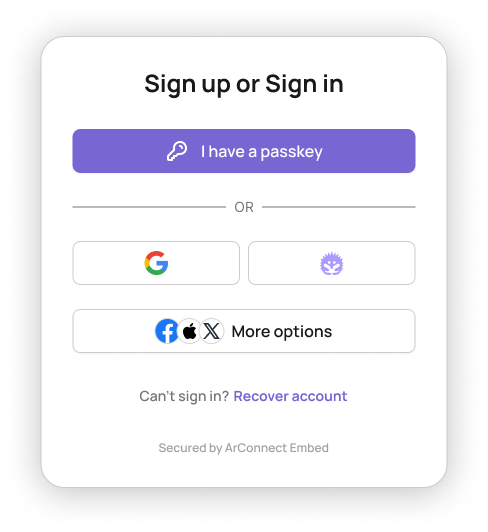 Sign up or Sign in
I have a passkey
OR
More options
Can't sign in? Recover account
Secured by ArConnect Embed